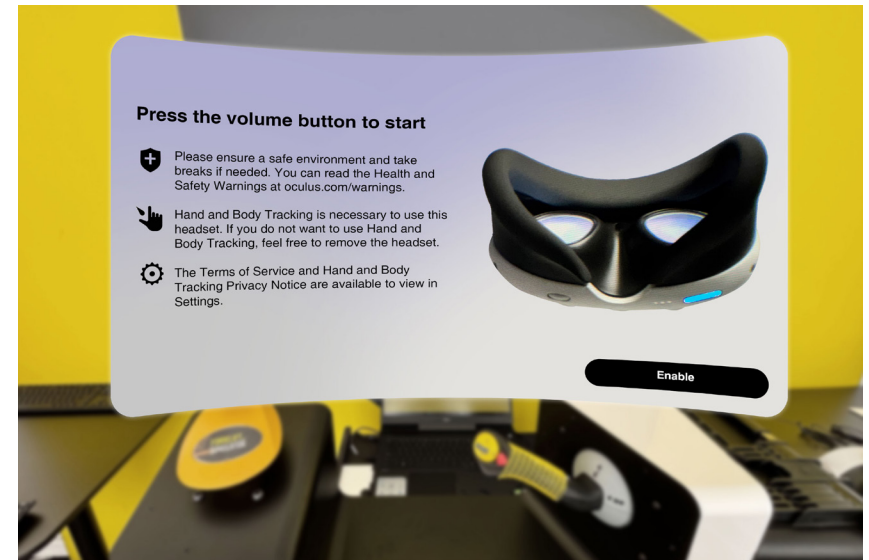 Press the volume button to start
Please ensure a safe environment and take
breaks if needed. You can read the Health and
Safety Warnings at oculus.com/warnings.
Hand and Body Tracking is necessary to use this
headset. If you do not want to use Hand and
Body Tracking, feel free to remove the headset.
The Terms of Service and Hand and Body
Tracking Privacy Notice are available to view in
Settings.
Enable